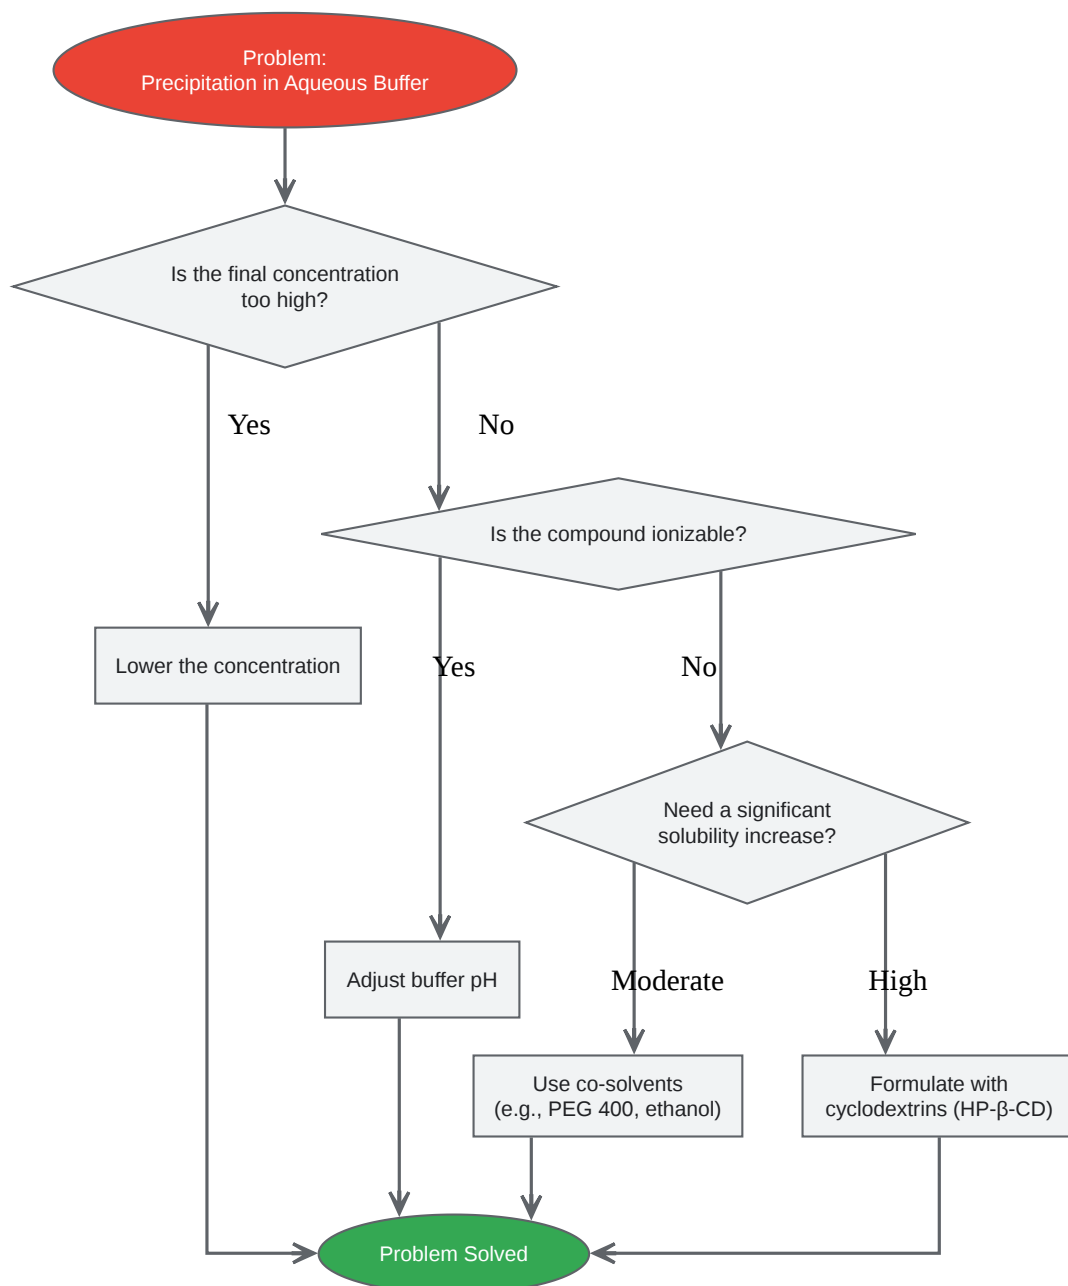 Problem:
Precipitation in Aqueous Buffer
Is the final concentration
too high?
Yes
No
Is the compound ionizable?
Lower the concentration
Yes
No
Need a significant
solubility increase?
Adjust buffer pH
Moderate
High
Use co-solvents
(e.g., PEG 400, ethanol)
Formulate with
cyclodextrins (HP-β-CD)
Problem Solved